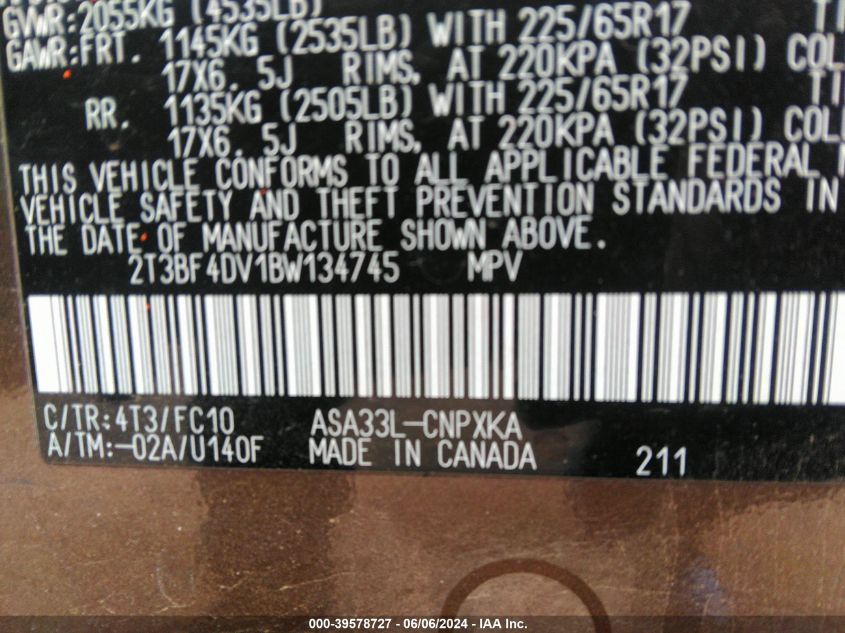 GVWR:2055KG (4535LB)
GAWR:FRT. 1145KG (2535LB) WITH 225/65R17
17X6. 5J RIMS, AT 220KPA (32PSI)
RR. 1135KG (2505LB) WITH 225/65R17
17X6. 5J RIMS, AT 220KPA (32PSI)
THIS VEHICLE CONFORMS TO ALL APPLICABLE FEDERAL
VEHICLE SAFETY AND THEFT PREVENTION STANDARDS IN
THE DATE OF MANUFACTURE SHOWN ABOVE.
2T3BF4DV1BW134745 MPV
C/TR:4T3/FC10 ASA33L-CNPXKA
A/TM:-02A/U140F MADE IN CANADA 211
000-39578727 - 06/06/2024 - IAA Inc.